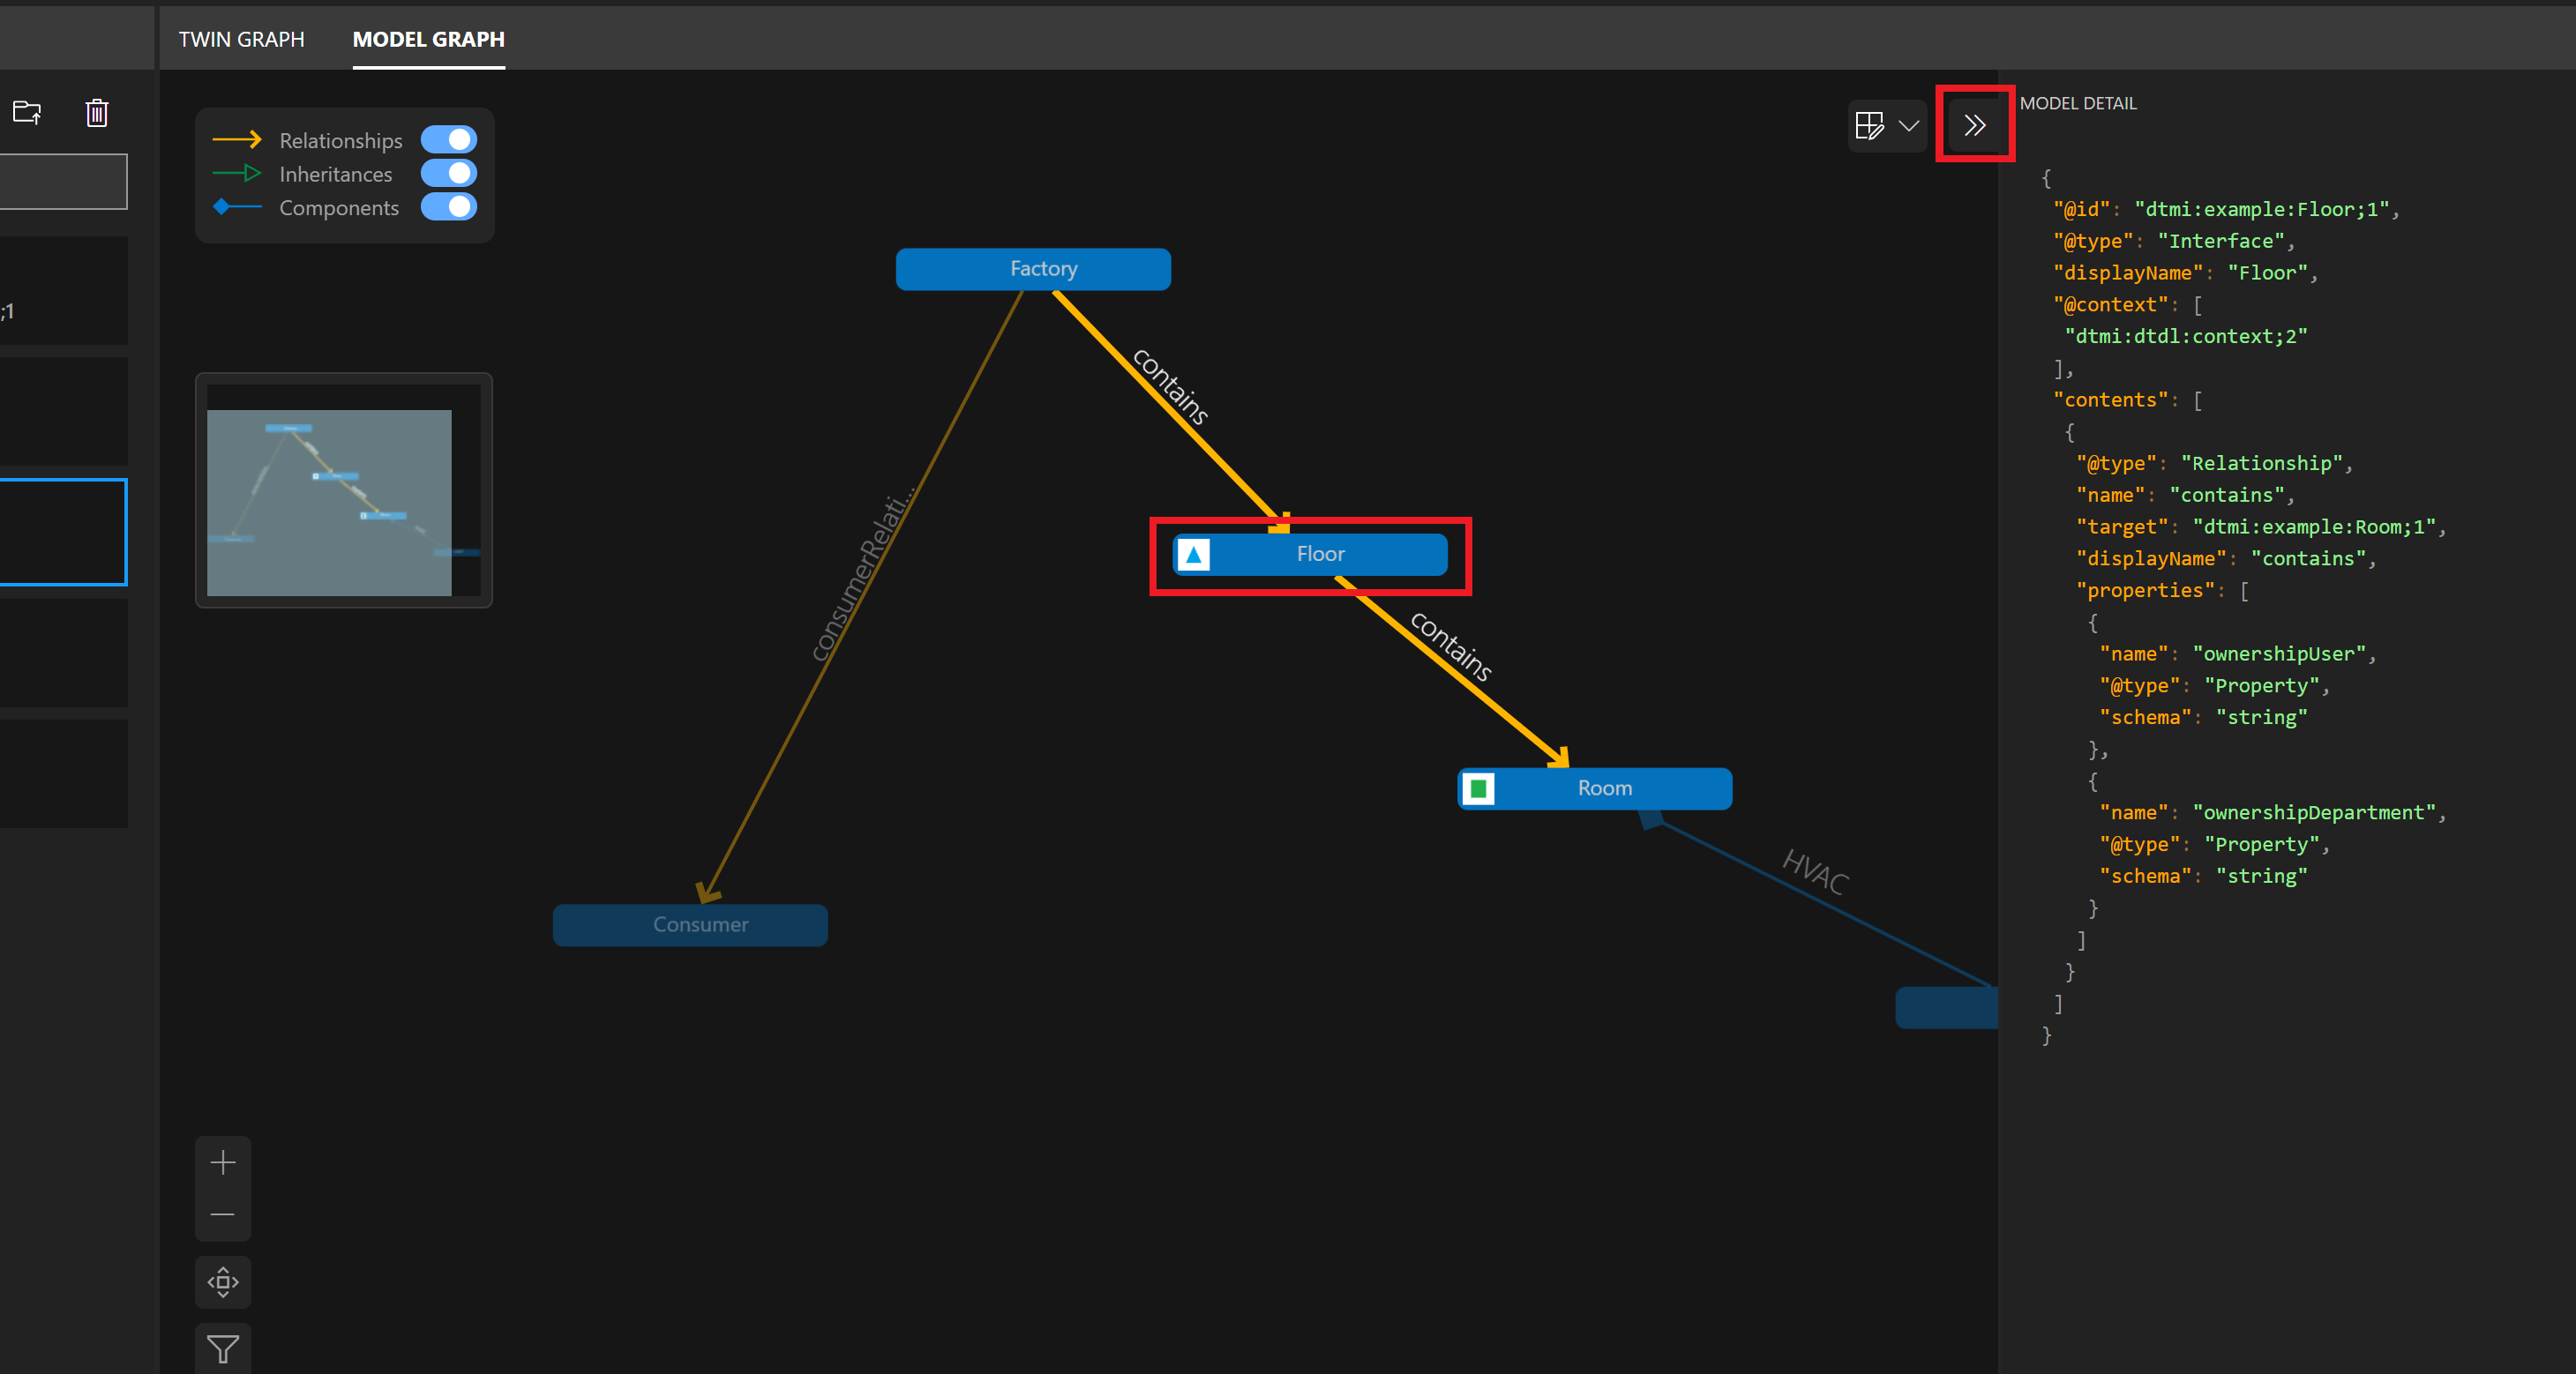 TWIN GRAPH
MODEL GRAPH
;1
Relationships
Inheritances
Components
Factory
contains
consumerRelati...
Floor
contains
Room
HVAC
Consumer
MODEL DETAIL
{
"@id": "dtmi:example:Floor;1",
"@type": "Interface",
"displayName": "Floor",
"@context": [
"dtmi:dtdl:context;2"
],
"contents": [
{
"@type": "Relationship",
"name": "contains",
"target": "dtmi:example:Room;1",
"displayName": "contains",
"properties": [
{
"name": "ownershipUser",
"@type": "Property",
"schema": "string"
},
{
"name": "ownershipDepartment",
"@type": "Property",
"schema": "string"
}
]
}
]
}